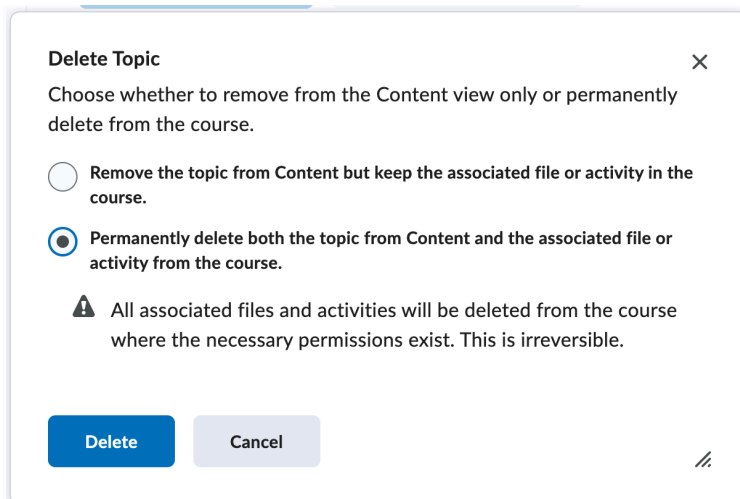 Delete Topic
Choose whether to remove from the Content view only or permanently
delete from the course.
Remove the topic from Content but keep the associated file or activity in the
course.
Permanently delete both the topic from Content and the associated file or
activity from the course.
All associated files and activities will be deleted from the course
where the necessary permissions exist. This is irreversible.
Delete
Cancel